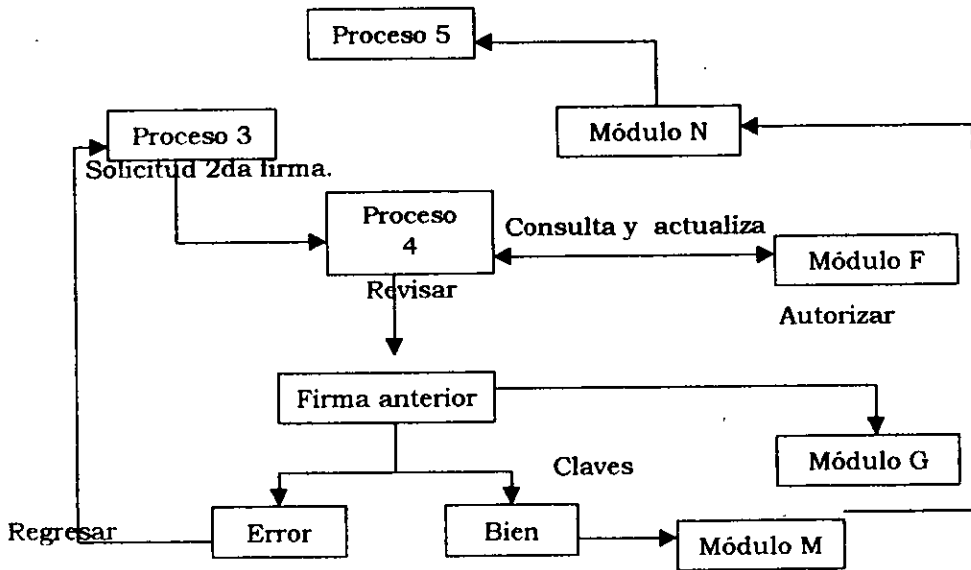 Proceso 5
Proceso 3
Módulo N
Solicitud 2da firma.
Proceso
4
Consulta y actualiza
Módulo F
Revisar
Autorizar
Firma anterior
Claves
Módulo G
Regresar
Error
Bien
Módulo M